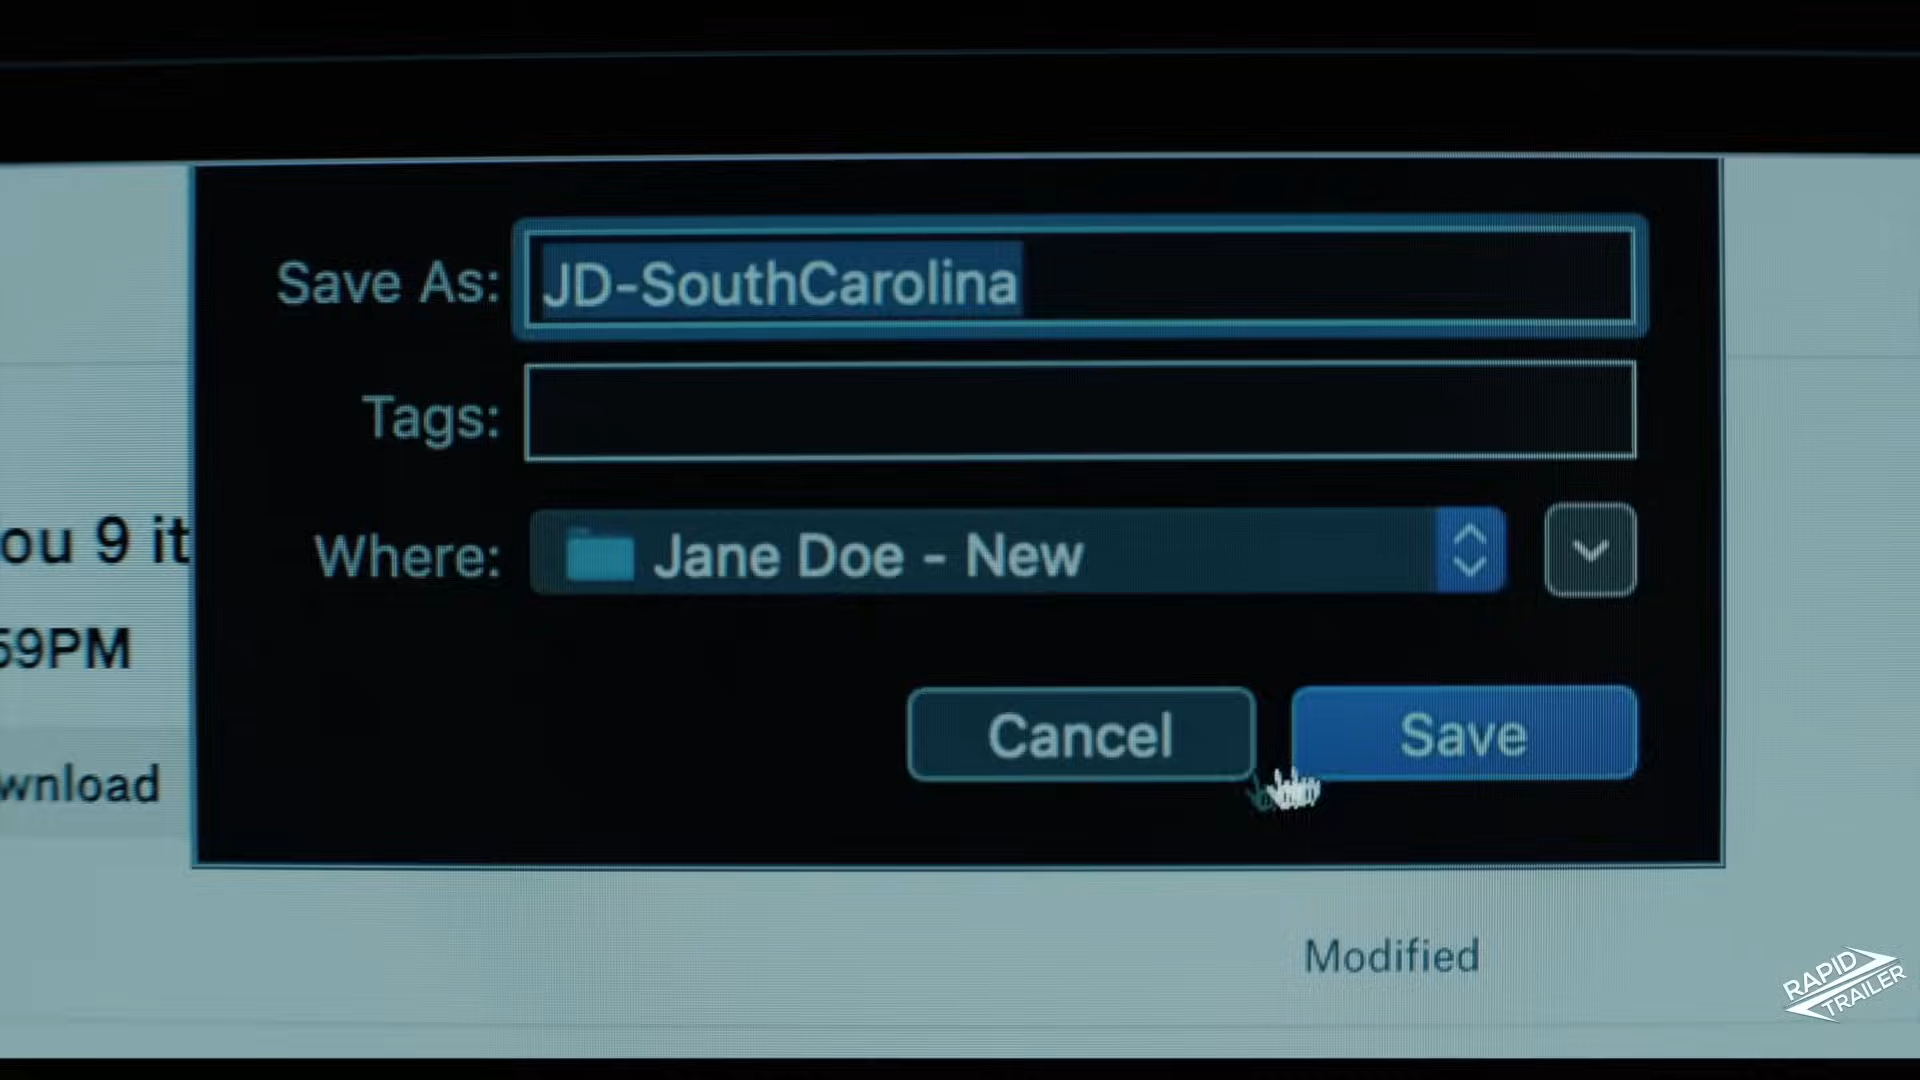 Save As: JD-SouthCarolina
Tags:
Where: Jane Doe - New
Cancel Save
ou 9 it
59PM
wnload
Modified
RAPID
TRAILER